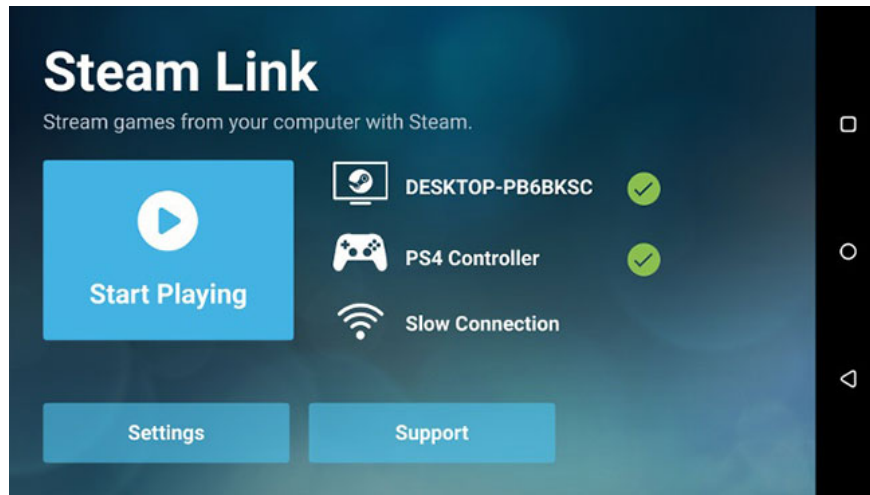 Steam Link
Stream games from your computer with Steam.
Start Playing
DESKTOP-PB6BKSC
PS4 Controller
Slow Connection
Settings
Support